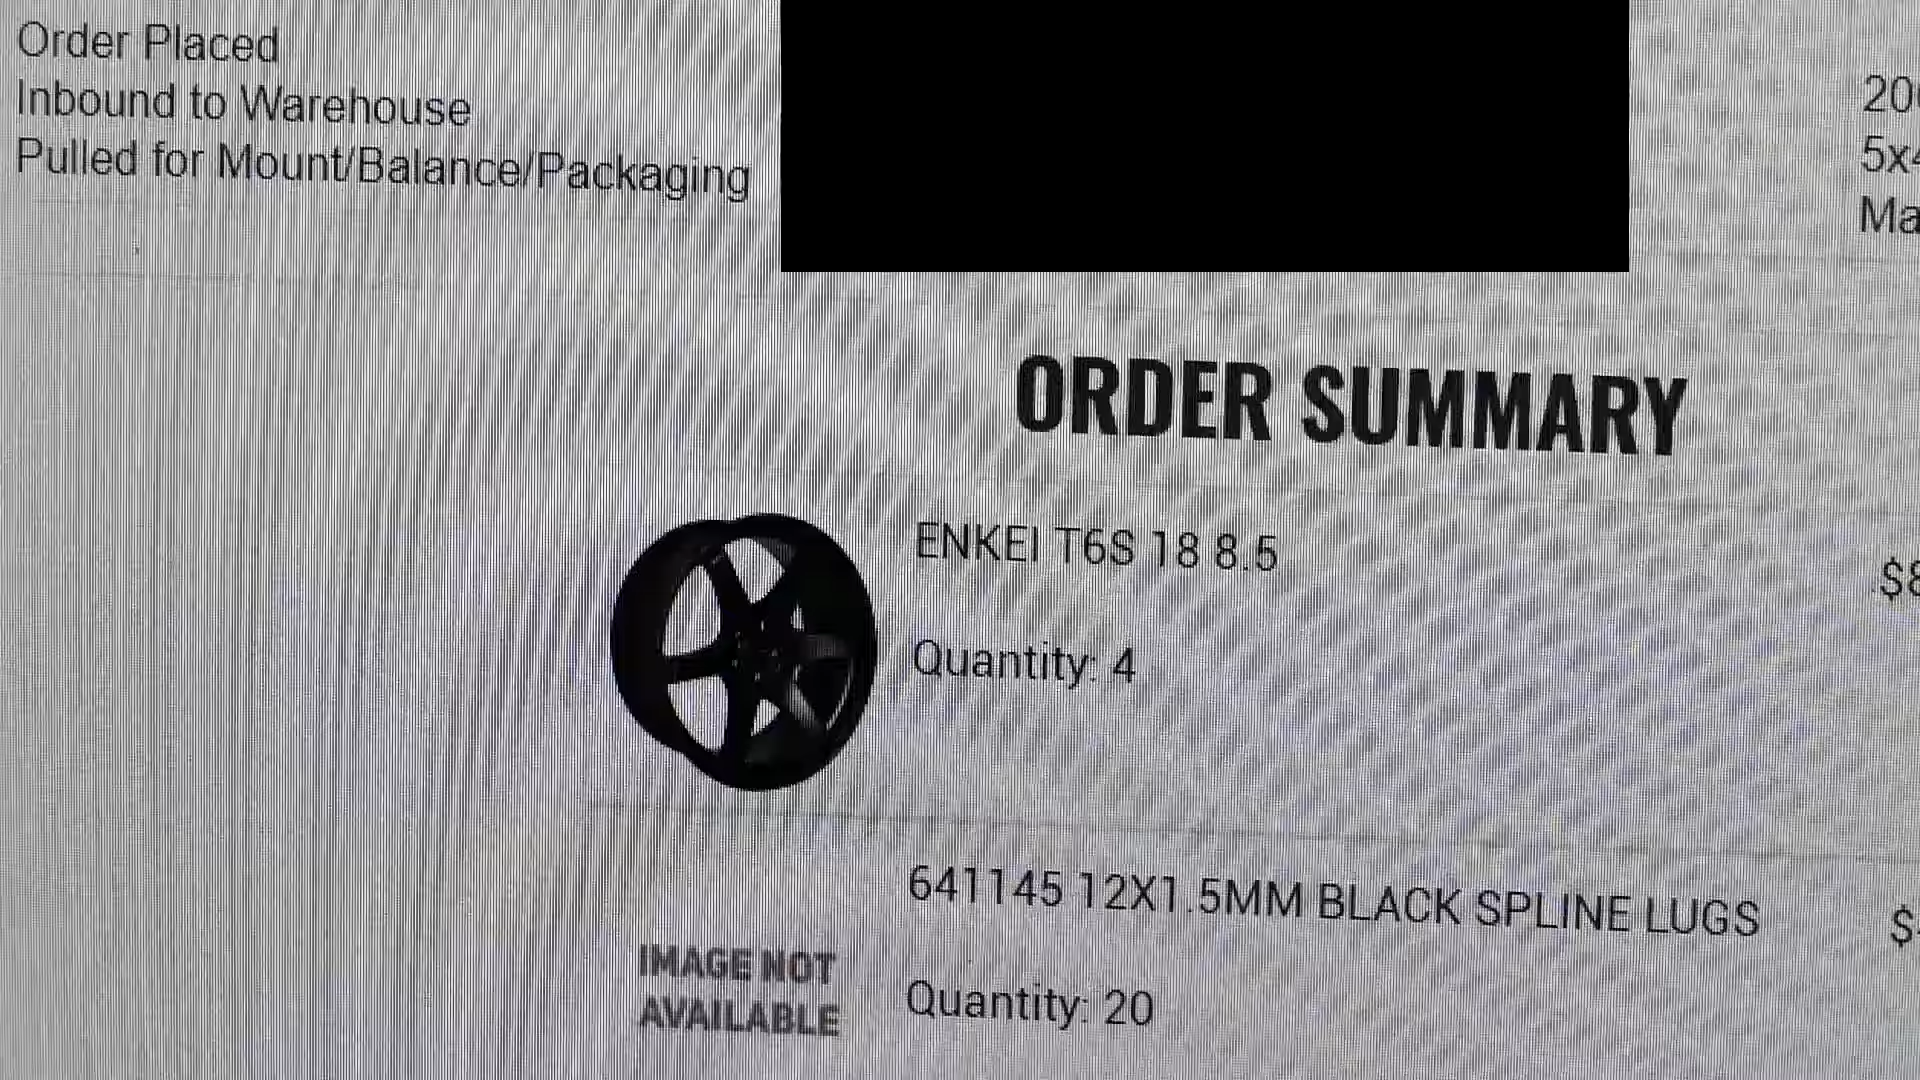 Order Placed
Inbound to Warehouse
Pulled for Mount/Balance/Packaging
ORDER SUMMARY
ENKEI T6S 18 8.5
Quantity: 4
641145 12X1.5MM BLACK SPLINE LUGS
IMAGE NOT
AVAILABLE
Quantity: 20